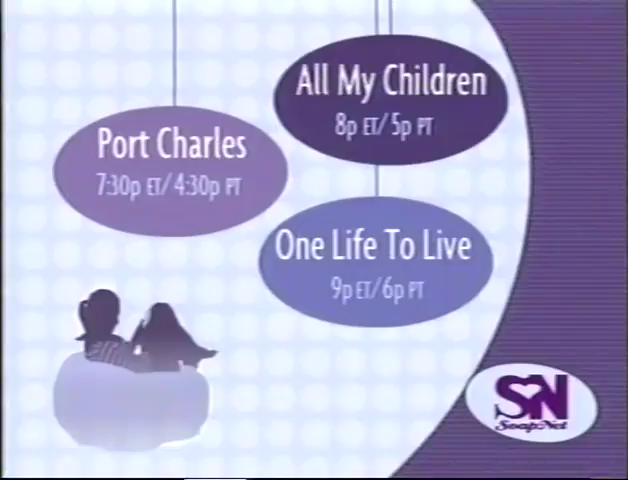 All My Children
8p ET/5p PT
Port Charles
7:30p ET/4:30p PT
One Life To Live
9p ET/6p PT
SN
SoapNet